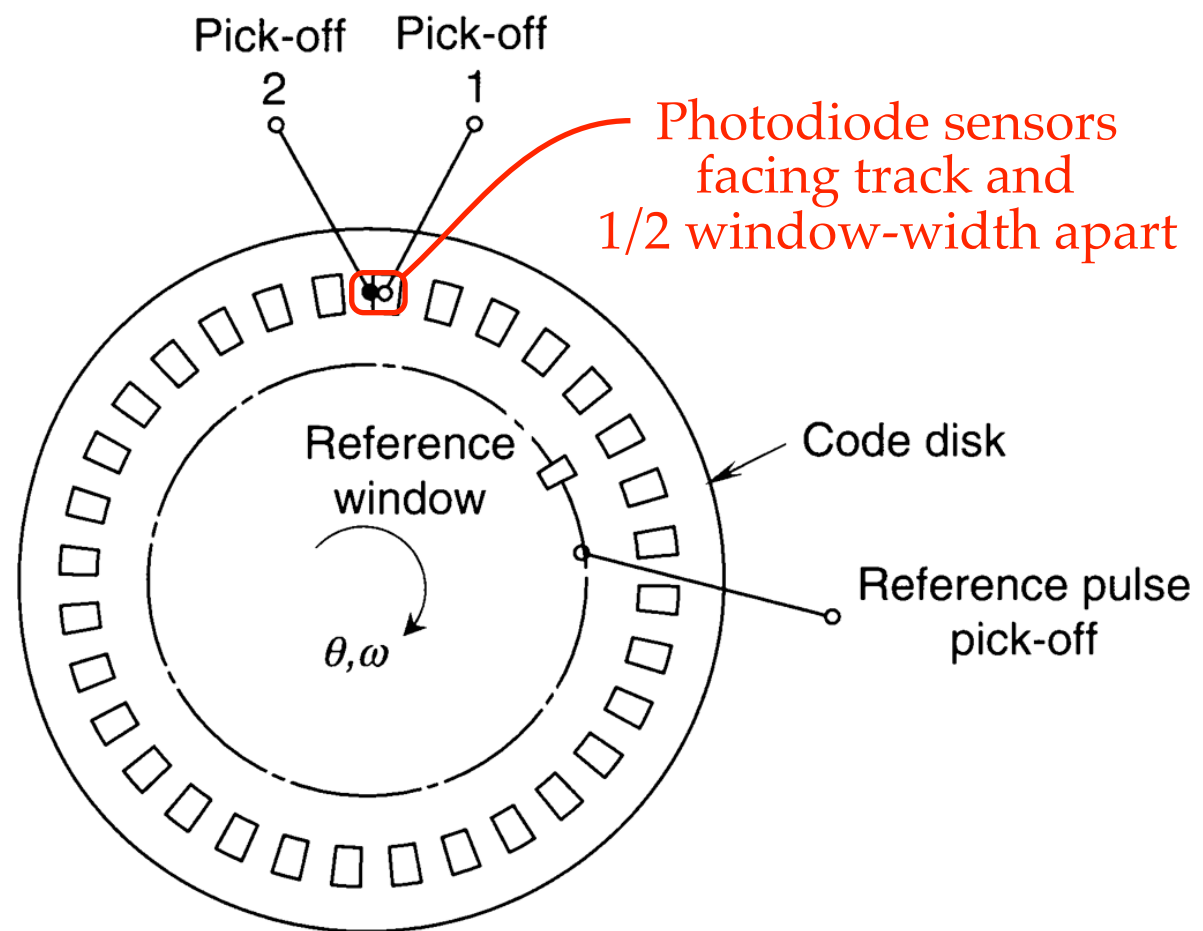 Pick-off
2
Pick-off
1
Photodiode sensors
facing track and
1/2 window-width apart
Reference
window
Code disk
θ,ω
Reference pulse
pick-off